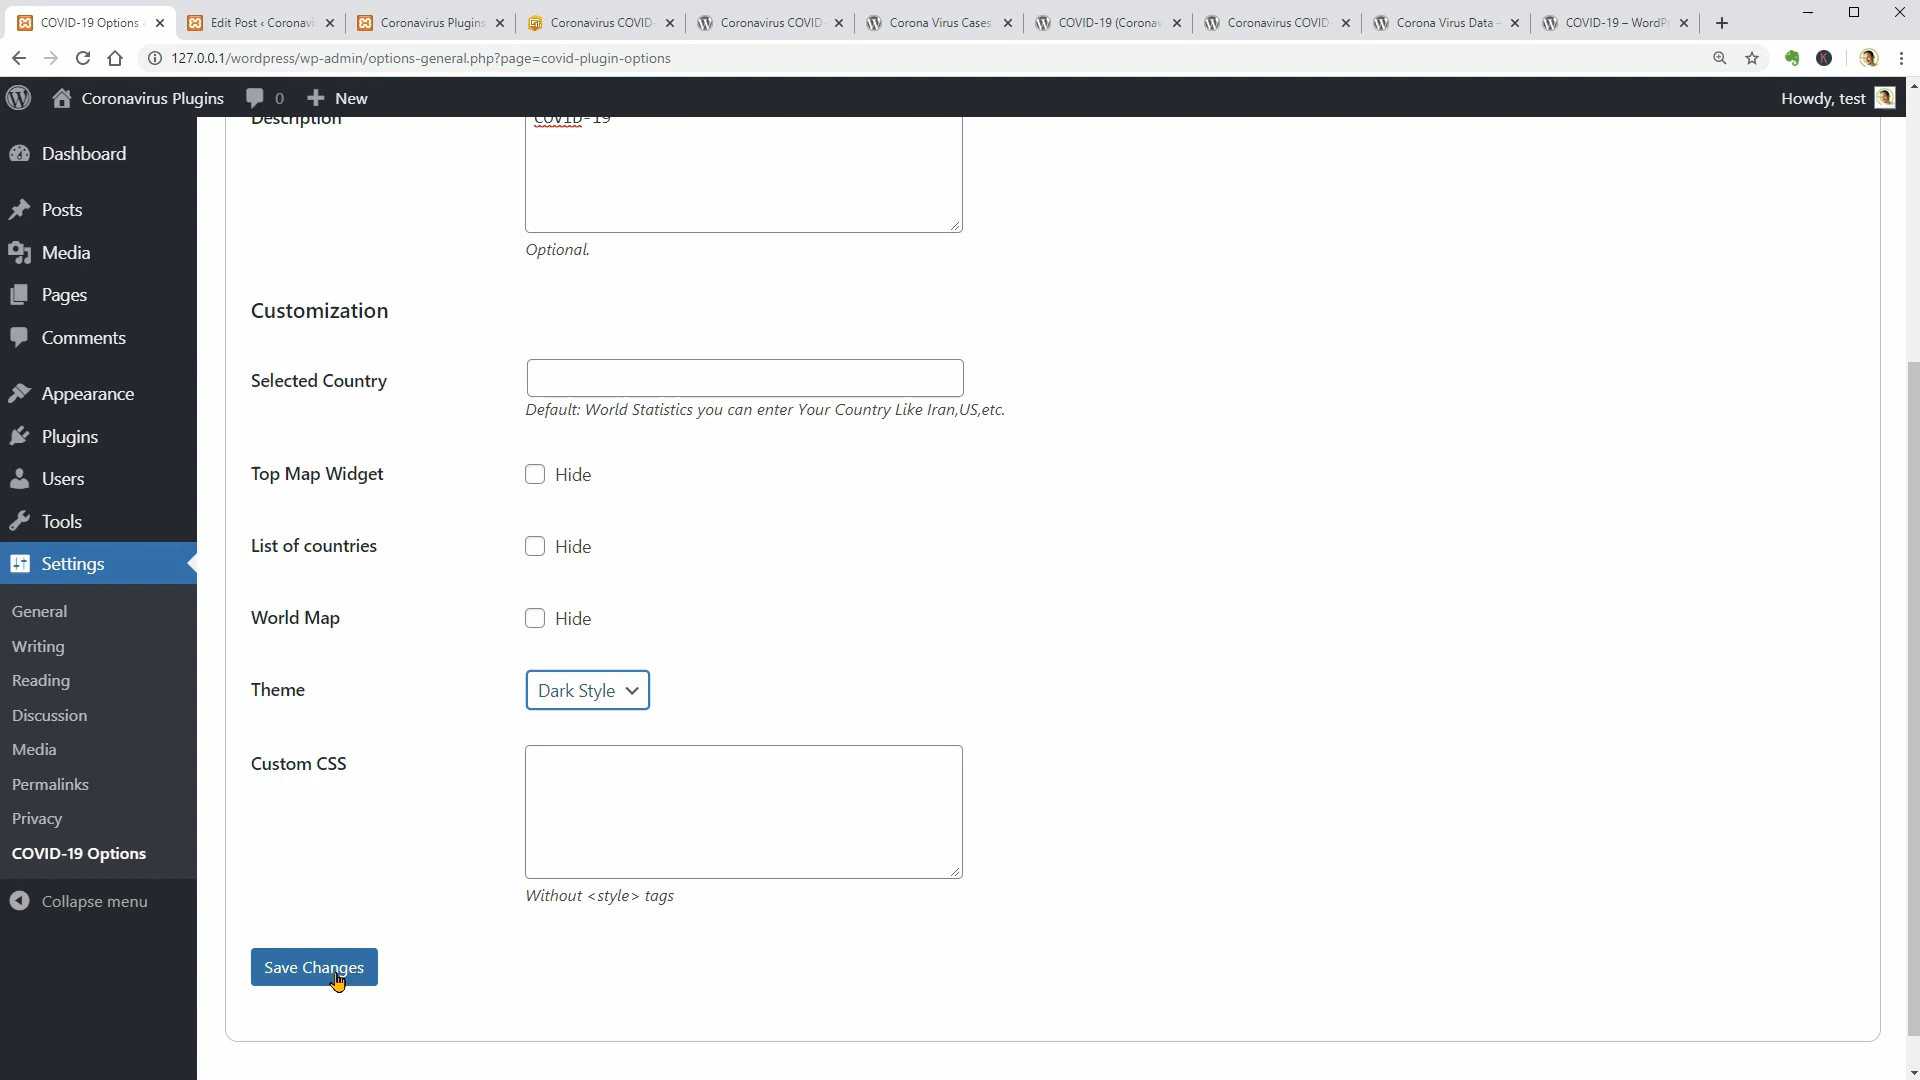 COVID-19 Options
Edit Post ‹ Coronavi
Coronavirus Plugins
Coronavirus COVID-
Coronavirus COVID
Corona Virus Cases
COVID-19 (Corona
Coronavirus COVID
Corona Virus Data -
COVID-19 – WordPr
127.0.0.1/wordpress/wp-admin/options-general.php?page=covid-plugin-options
K
Coronavirus Plugins 0 New
Howdy, test
Dashboard
Posts
Media
Pages
Comments
Appearance
Plugins
Users
Tools
Settings
General
Writing
Reading
Discussion
Media
Permalinks
Privacy
COVID-19 Options
Collapse menu
Description
COVID-19
Optional.
Customization
Selected Country
Default: World Statistics you can enter Your Country Like Iran,US,etc.
Top Map Widget Hide
List of countries Hide
World Map Hide
Theme Dark Style
Custom CSS
Without <style> tags
Save Changes